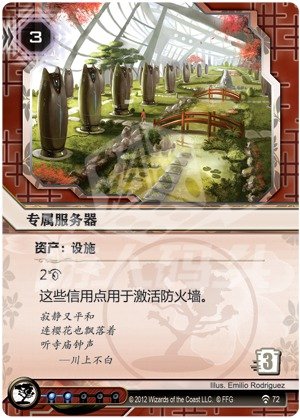 3
专属服务器
资产：设施
2
这些信用点用于激活防火墙。
寂静又平和
连樱花也飘落着
听寺庙钟声
—川上不白
3
Illus. Emilio Rodriguez
© 2012 Wizards of the Coast LLC. © FFG
72